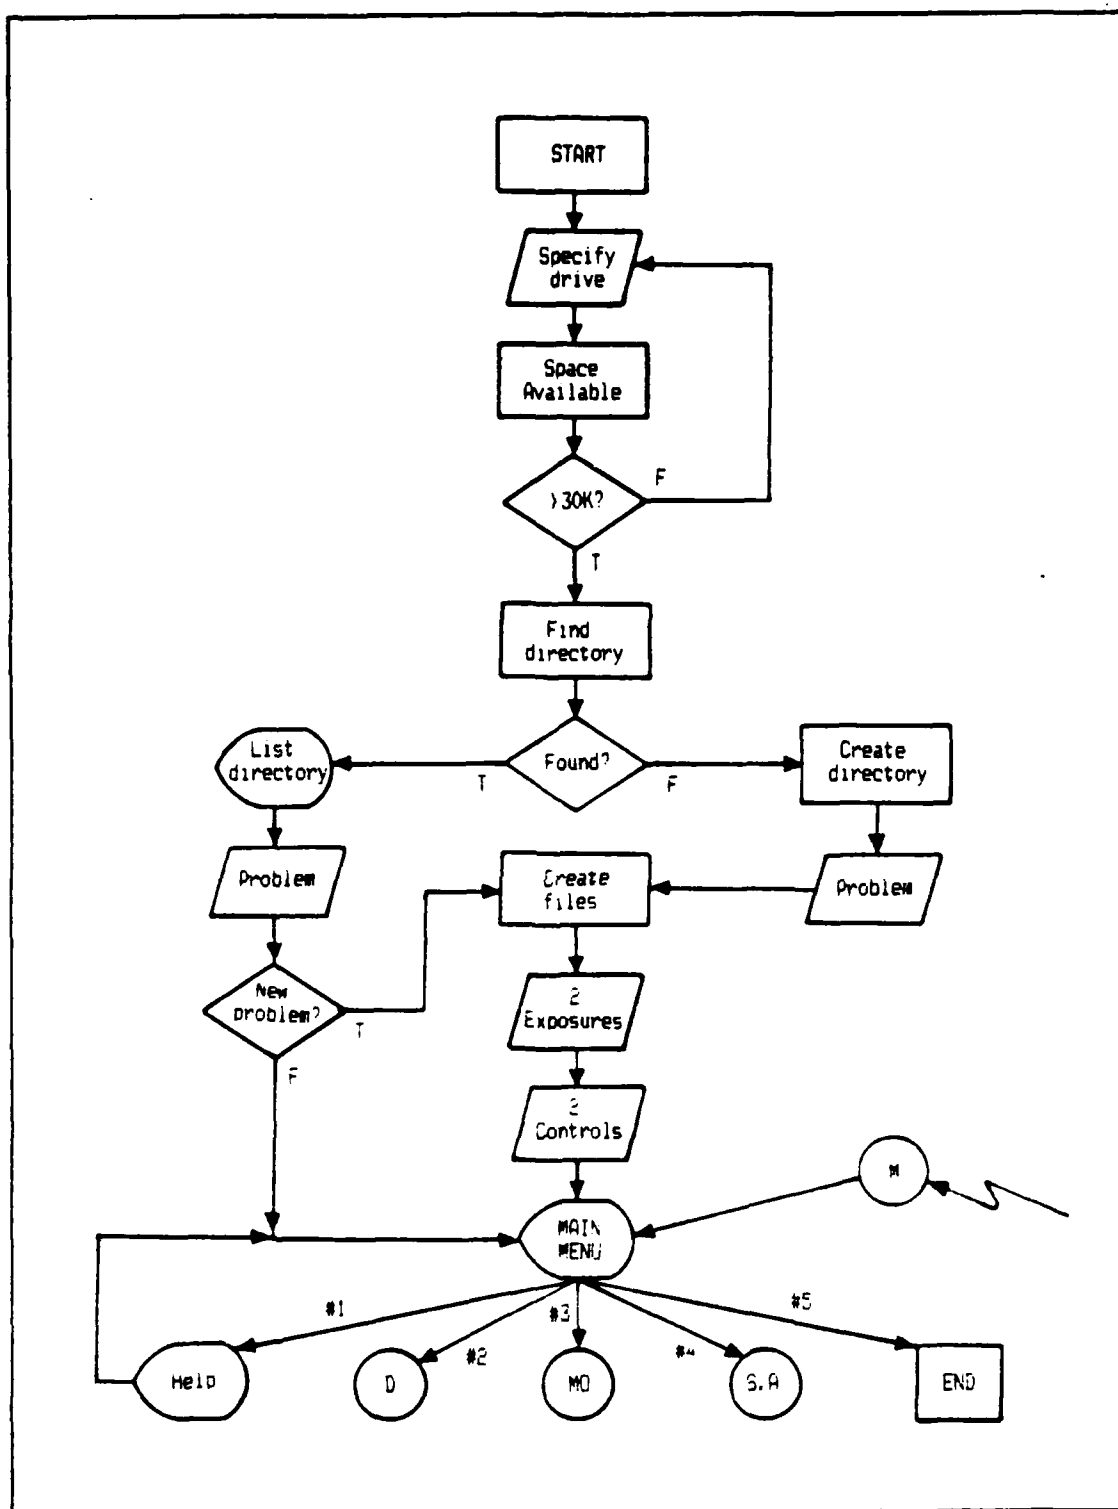 START
Specify
drive
Space
Available
F
>30K?
T
Find
directory
List
directory
Found?
T
F
Create
directory
Problem
Create
files
Problem
New
problem?
T
F
2
Exposures
2
Controls
M
MAIN
MENU
#1
#2
#3
#4
#5
Help
D
MO
S.A
END